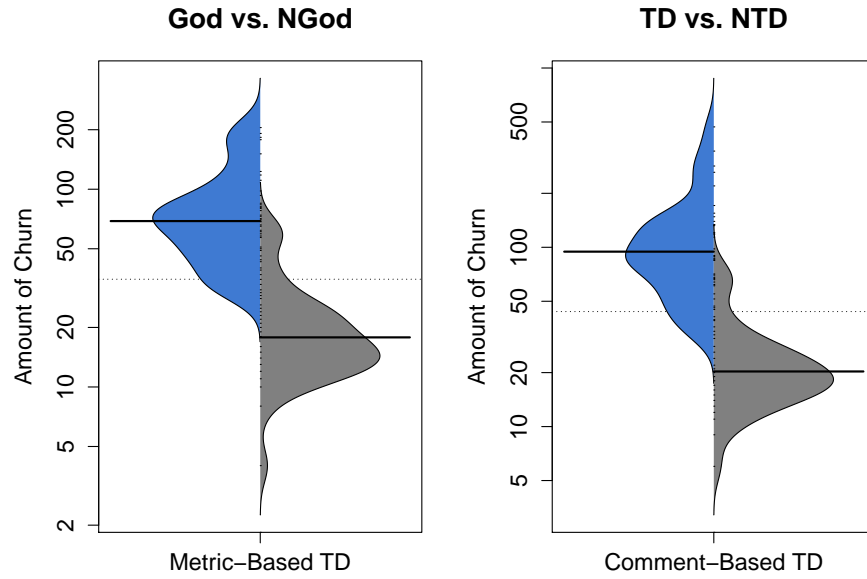 God vs. NGod
Amount of Churn
200
100
50
20
10
5
2
Metric−Based TD
TD vs. NTD
Amount of Churn
500
100
50
20
10
5
Comment−Based TD